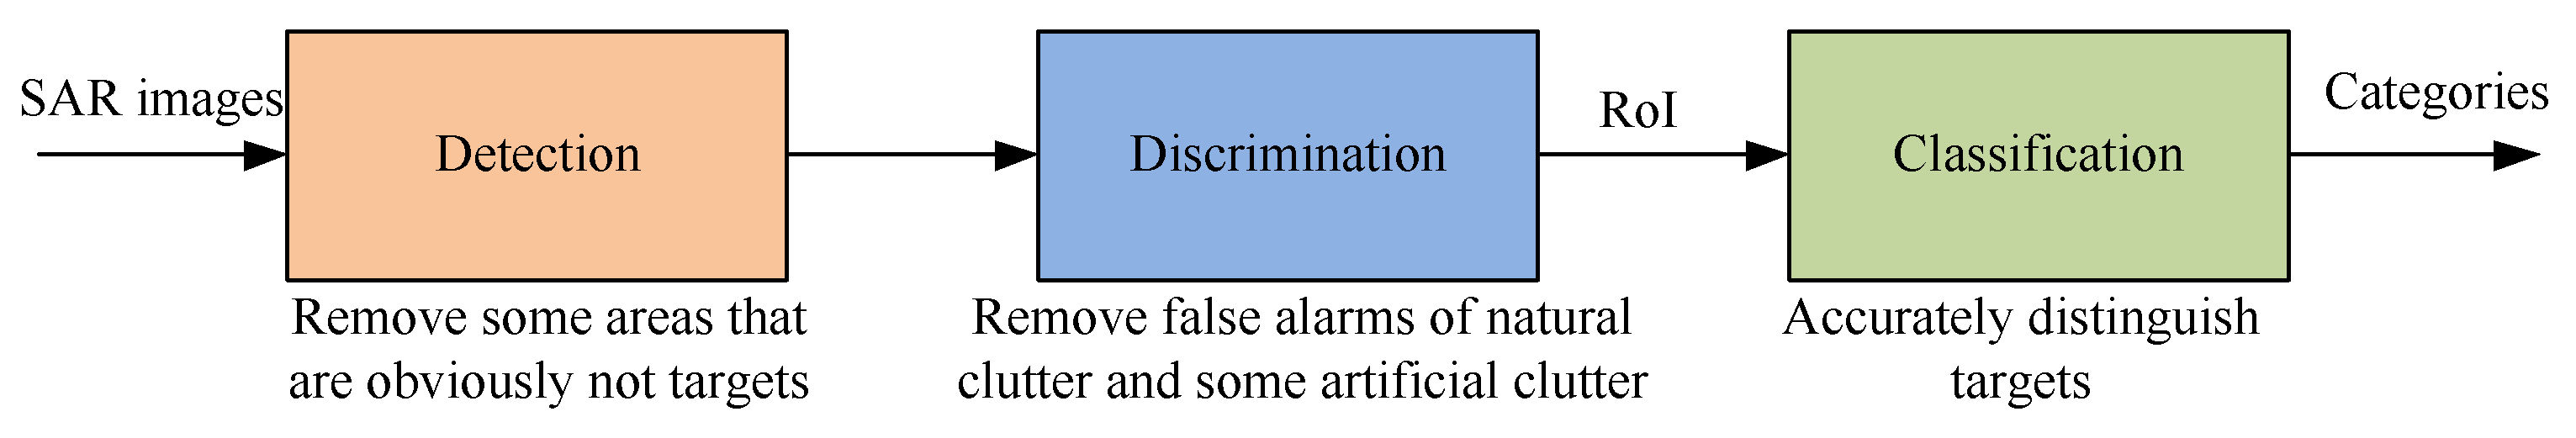 SAR images
Detection
Remove some areas that
are obviously not targets
Discrimination
Remove false alarms of natural
clutter and some artificial clutter
RoI
Classification
Accurately distinguish
targets
Categories